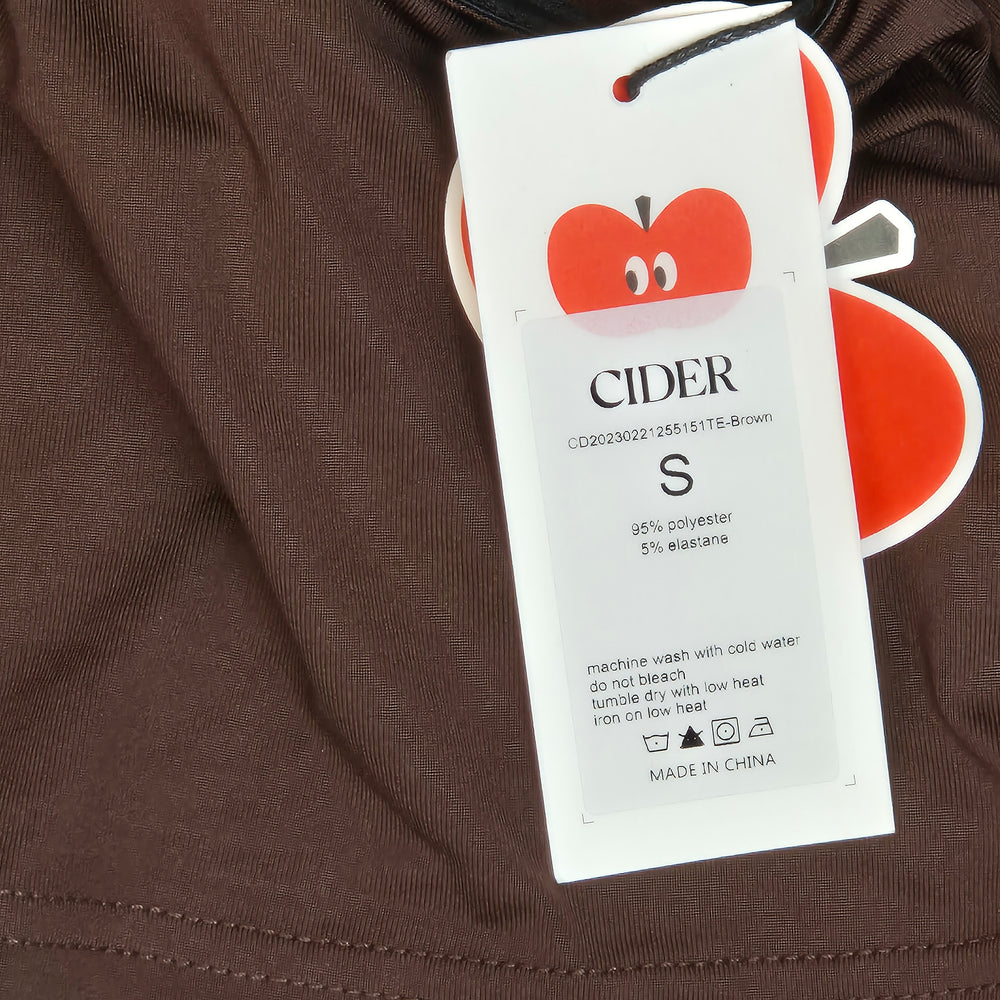 CIDER
CD20230221255151TE-Brown
S
95% polyester
5% elastane
machine wash with cold water
do not bleach
tumble dry with low heat
iron on low heat
MADE IN CHINA